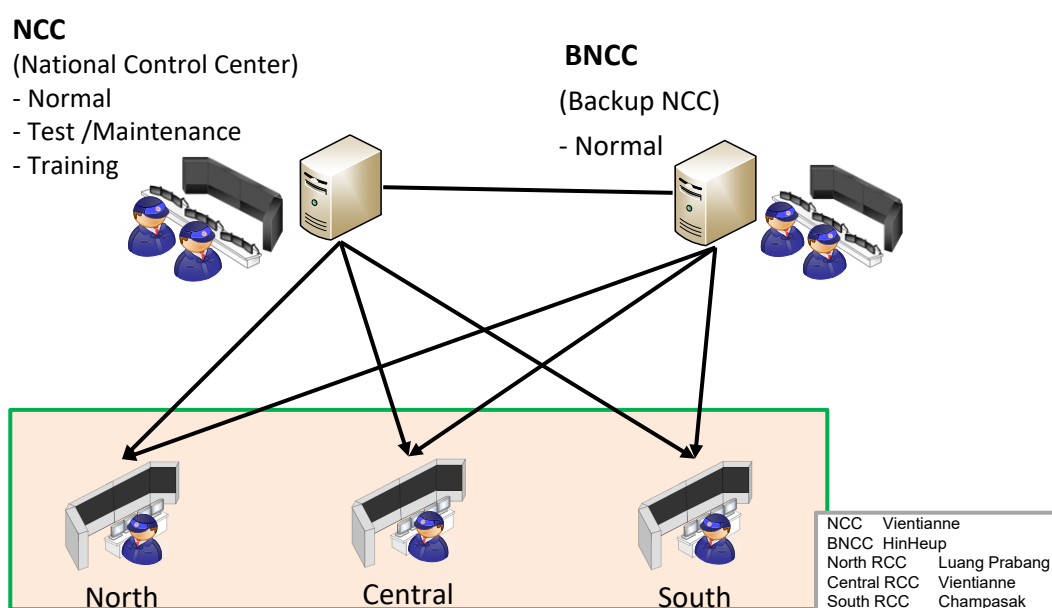 NCC
(National Control Center)
- Normal
- Test /Maintenance
- Training
BNCC
(Backup NCC)
- Normal
North
Central
South
NCC Vientianne
BNCC HinHeup
North RCC Luang Prabang
Central RCC Vientianne
South RCC Champasak